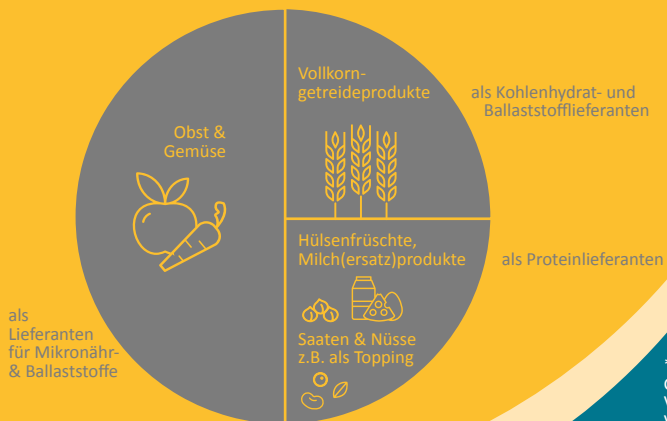 Obst &
Gemüse
als
Lieferanten
für Mikronähr-
& Ballaststoffe
Vollkorn-
getreideprodukte
als Kohlenhydrat- und
Ballaststofflieferanten
Hülsenfrüschte,
Milch(ersatz)produkte
als Proteinlieferanten
Saaten & Nüsse
z.B. als Topping